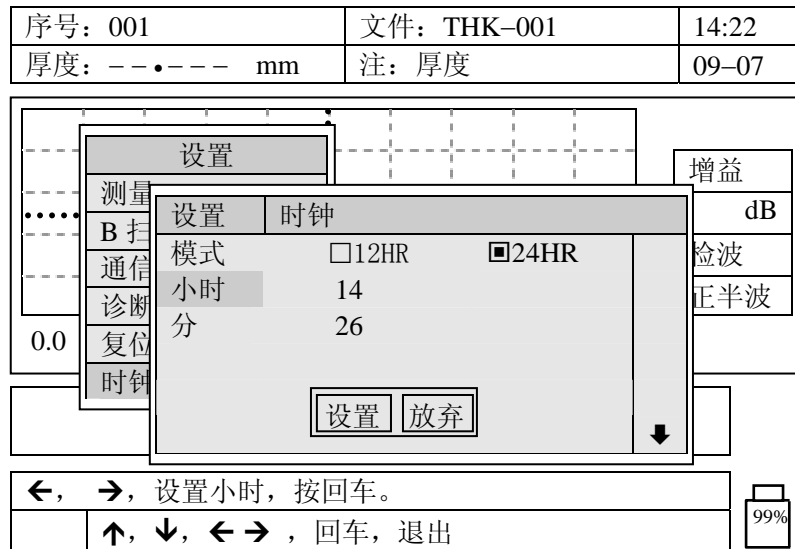 序号：001 文件：THK–001 14:22
厚度：– –•– – – mm 注：厚度 09–07
设置
测量
B 扫
通信
诊断
复位
时钟
设置 时钟
模式 □12HR ▣24HR
小时 14
分 26
设置 放弃
增益
dB
检波
正半波
0.0
←, →，设置小时，按回车。
↑，↓，← → ，回车，退出
99%